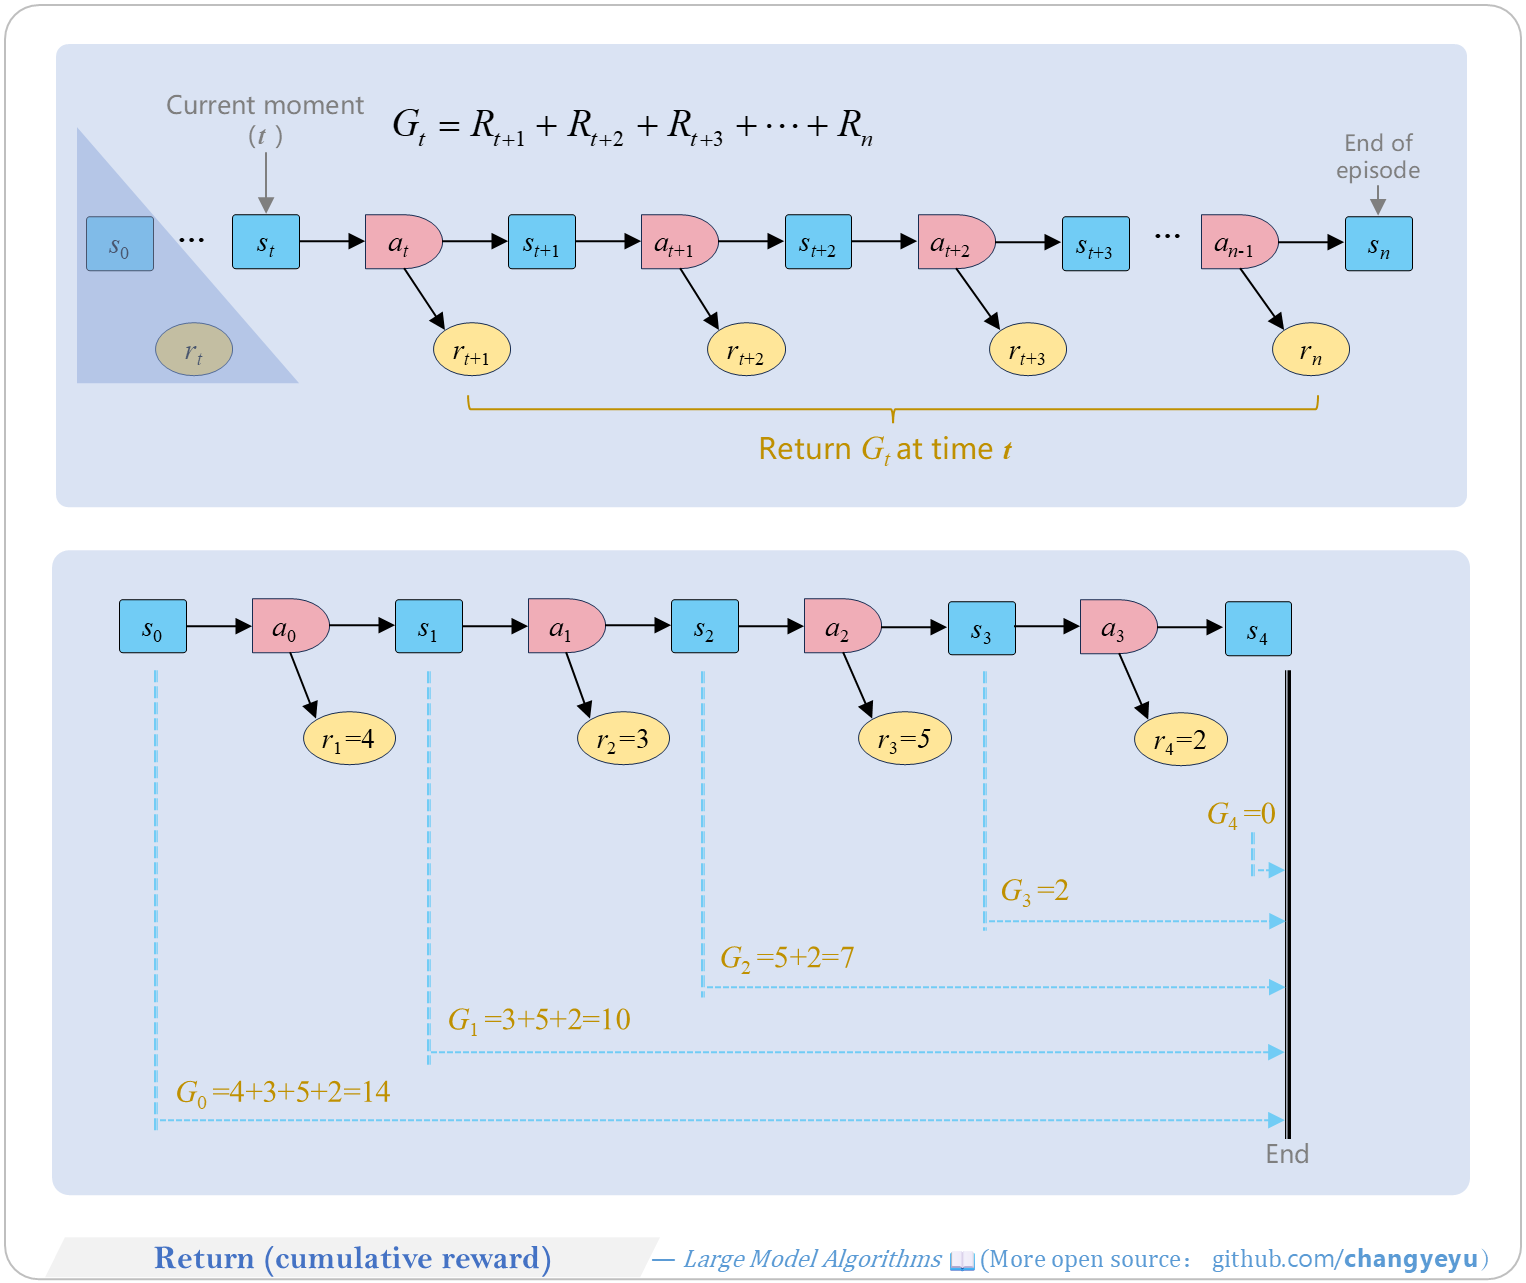 Current moment
(t)
G_t = R_{t+1} + R_{t+2} + R_{t+3} + ⋯ + R_n
End of
episode
s_0 ... s_t a_t s_{t+1} a_{t+1} s_{t+2} a_{t+2} s_{t+3} ... a_{n-1} s_n
r_t r_{t+1} r_{t+2} r_{t+3} r_n
Return G_t at time t
s_0 a_0 s_1 a_1 s_2 a_2 s_3 a_3 s_4
r_1=4 r_2=3 r_3=5 r_4=2
G_4=0
G_3=2
G_2=5+2=7
G_1=3+5+2=10
G_0=4+3+5+2=14
End
Return (cumulative reward) — Large Model Algorithms 📖 (More open source： github.com/changyeyu)